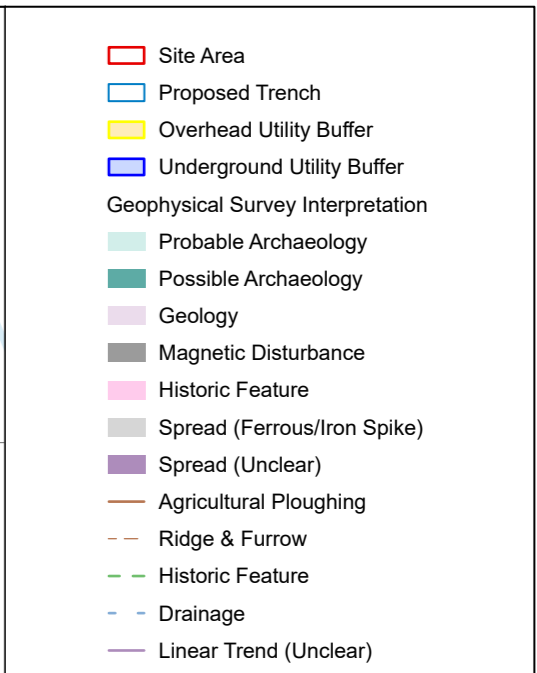 Site Area
Proposed Trench
Overhead Utility Buffer
Underground Utility Buffer
Geophysical Survey Interpretation
Probable Archaeology
Possible Archaeology
Geology
Magnetic Disturbance
Historic Feature
Spread (Ferrous/Iron Spike)
Spread (Unclear)
Agricultural Ploughing
Ridge & Furrow
Historic Feature
Drainage
Linear Trend (Unclear)